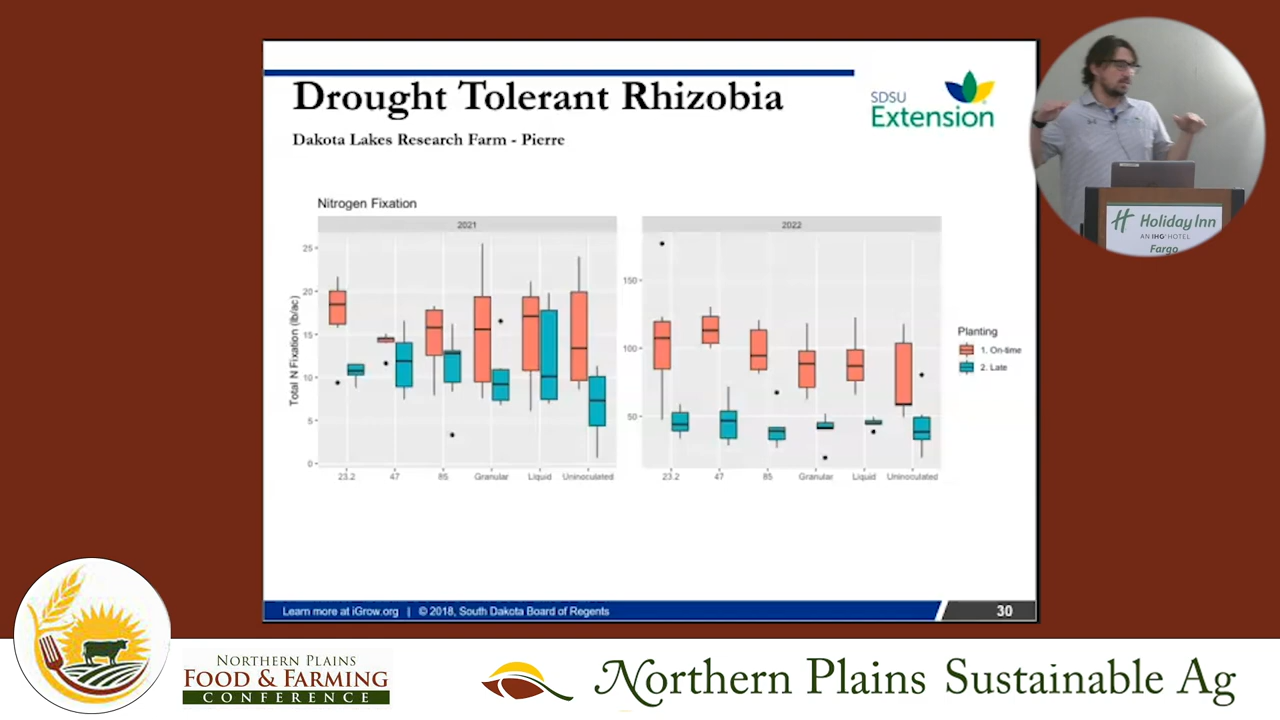 Drought Tolerant Rhizobia
Dakota Lakes Research Farm - Pierre
SDSU
Extension
Nitrogen Fixation
2021
2022
Total N Fixation (lb/ac)
25
20
15
10
5
0
150
100
50
23.2 47 85 Granular Liquid Uninoculated
23.2 47 85 Granular Liquid Uninoculated
Planting
1. On-time
2. Late
Learn more at iGrow.org | © 2018, South Dakota Board of Regents
30
Holiday Inn
AN IHG® HOTEL
Fargo
NORTHERN PLAINS
FOOD & FARMING
CONFERENCE
Northern Plains Sustainable Ag